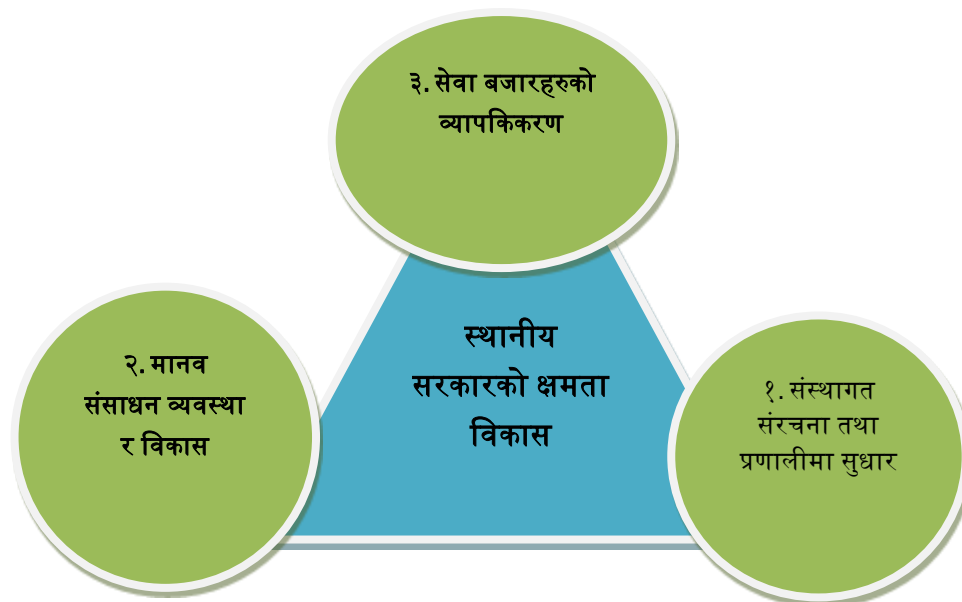 ३. सेवा बजारहरुको
व्यापकिकरण
स्थानीय
सरकारको क्षमता
विकास
२. मानव
संसाधन व्यवस्था
र विकास
१. संस्थागत
संरचना तथा
प्रणालीमा सुधार